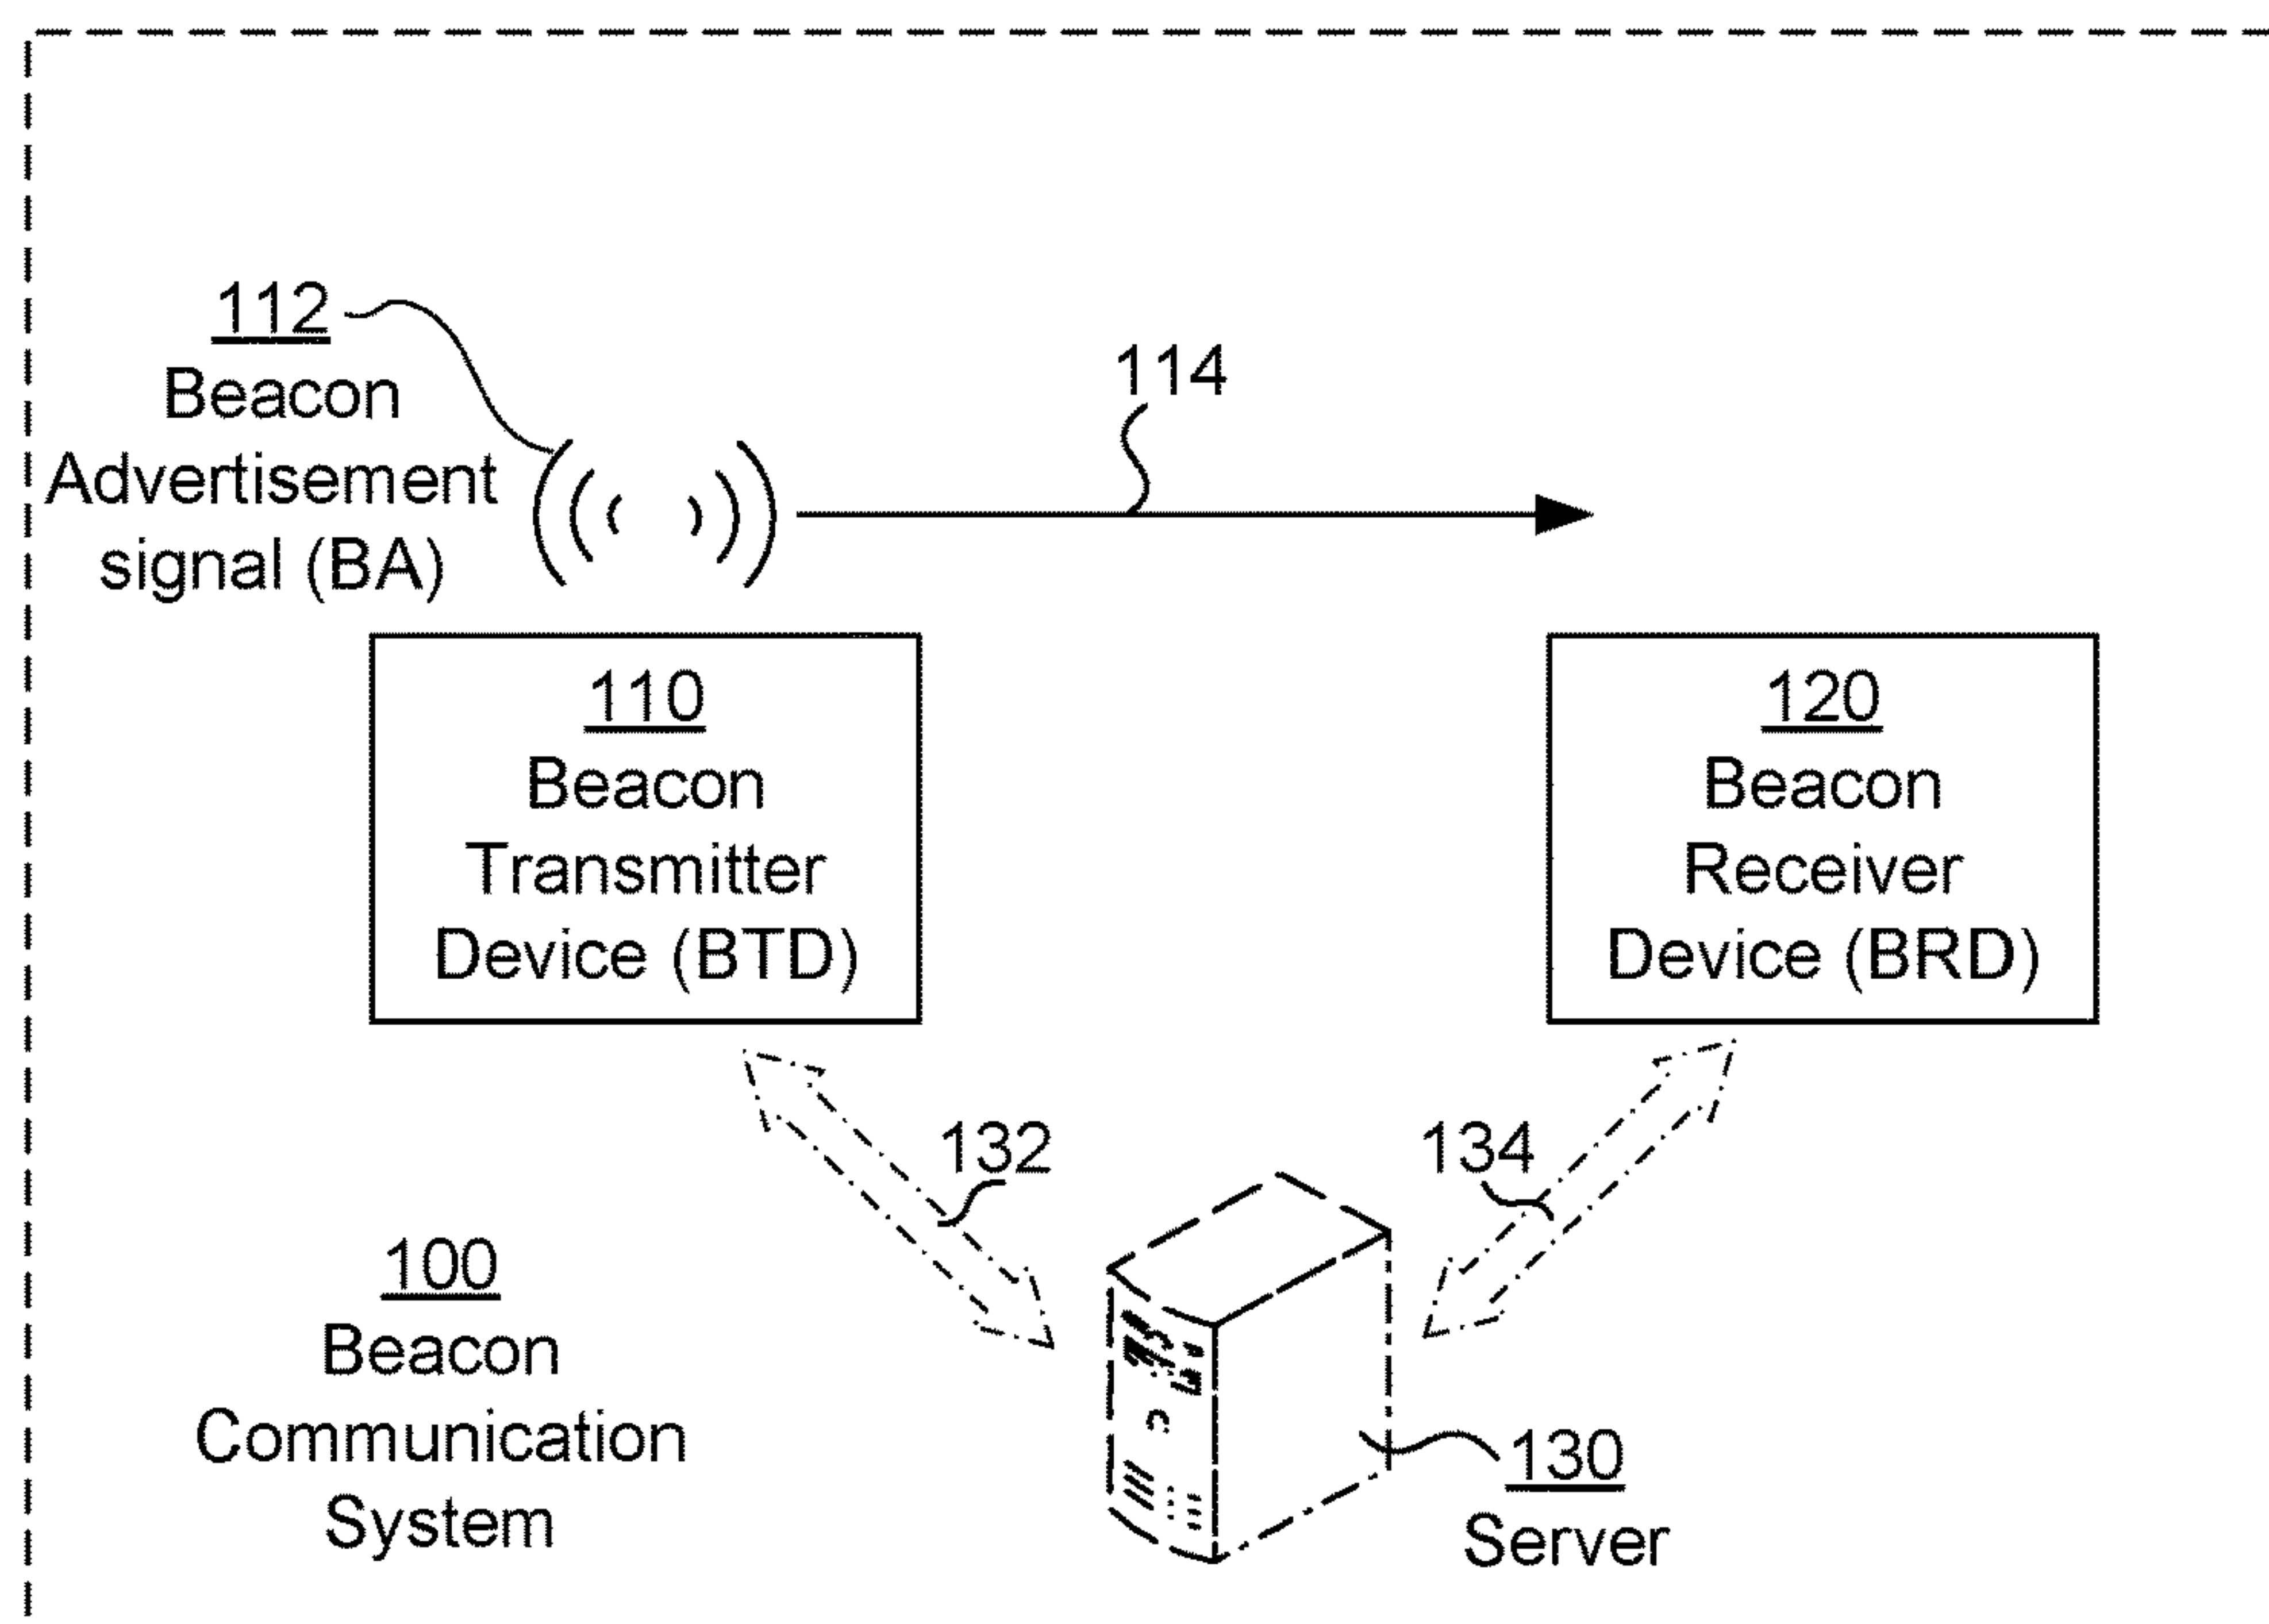 112
Beacon
Advertisement
signal (BA)
114
110
Beacon
Transmitter
Device (BTD)
120
Beacon
Receiver
Device (BRD)
132
134
100
Beacon
Communication
System
130
Server